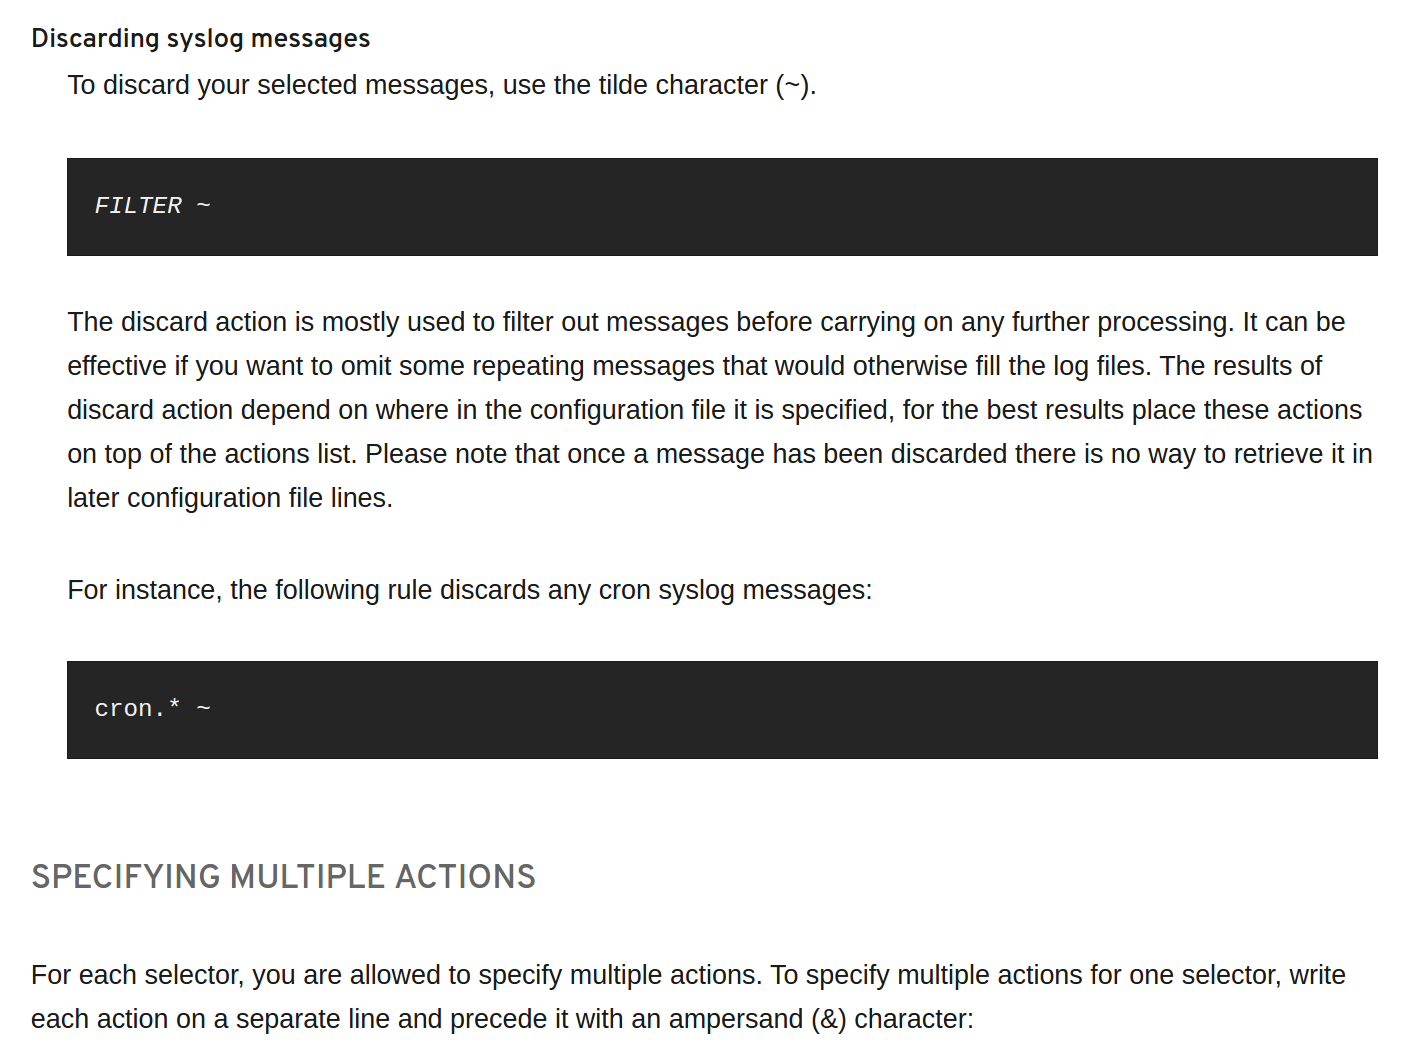 Discarding syslog messages
To discard your selected messages, use the tilde character (~).
FILTER ~
The discard action is mostly used to filter out messages before carrying on any further processing. It can be
effective if you want to omit some repeating messages that would otherwise fill the log files. The results of
discard action depend on where in the configuration file it is specified, for the best results place these actions
on top of the actions list. Please note that once a message has been discarded there is no way to retrieve it in
later configuration file lines.
For instance, the following rule discards any cron syslog messages:
cron.* ~
SPECIFYING MULTIPLE ACTIONS
For each selector, you are allowed to specify multiple actions. To specify multiple actions for one selector, write
each action on a separate line and precede it with an ampersand (&) character: